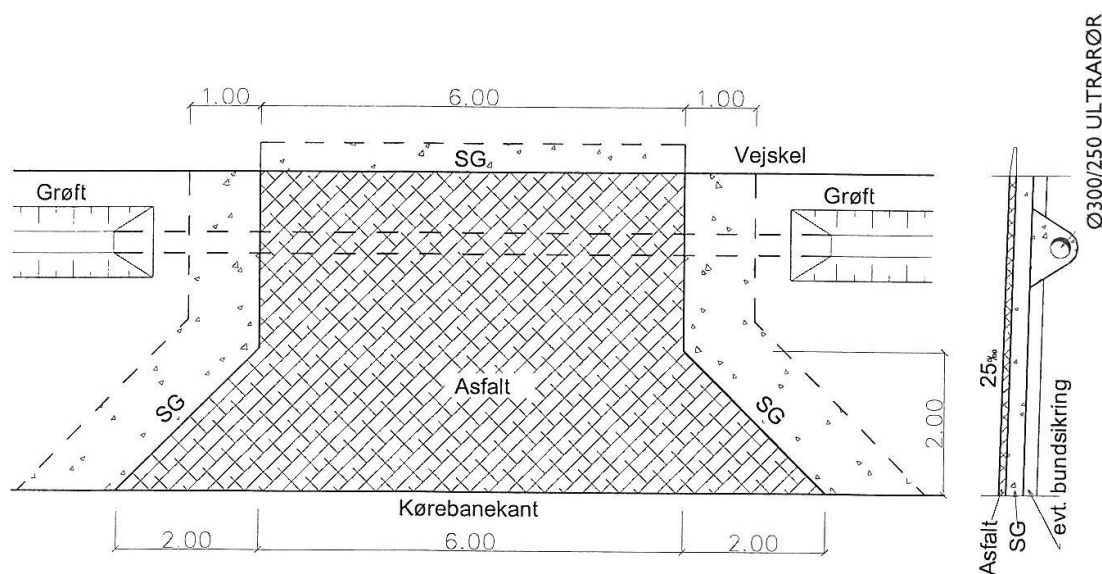 1.00 6.00 1.00
SG
Vejskel
Grøft
Grøft
Asfalt
SG
SG
2.00
Kørebanekant
2.00 6.00 2.00
25‰
Asfalt
SG
evt. bundsikring
Ø300/250 ULTRARØR